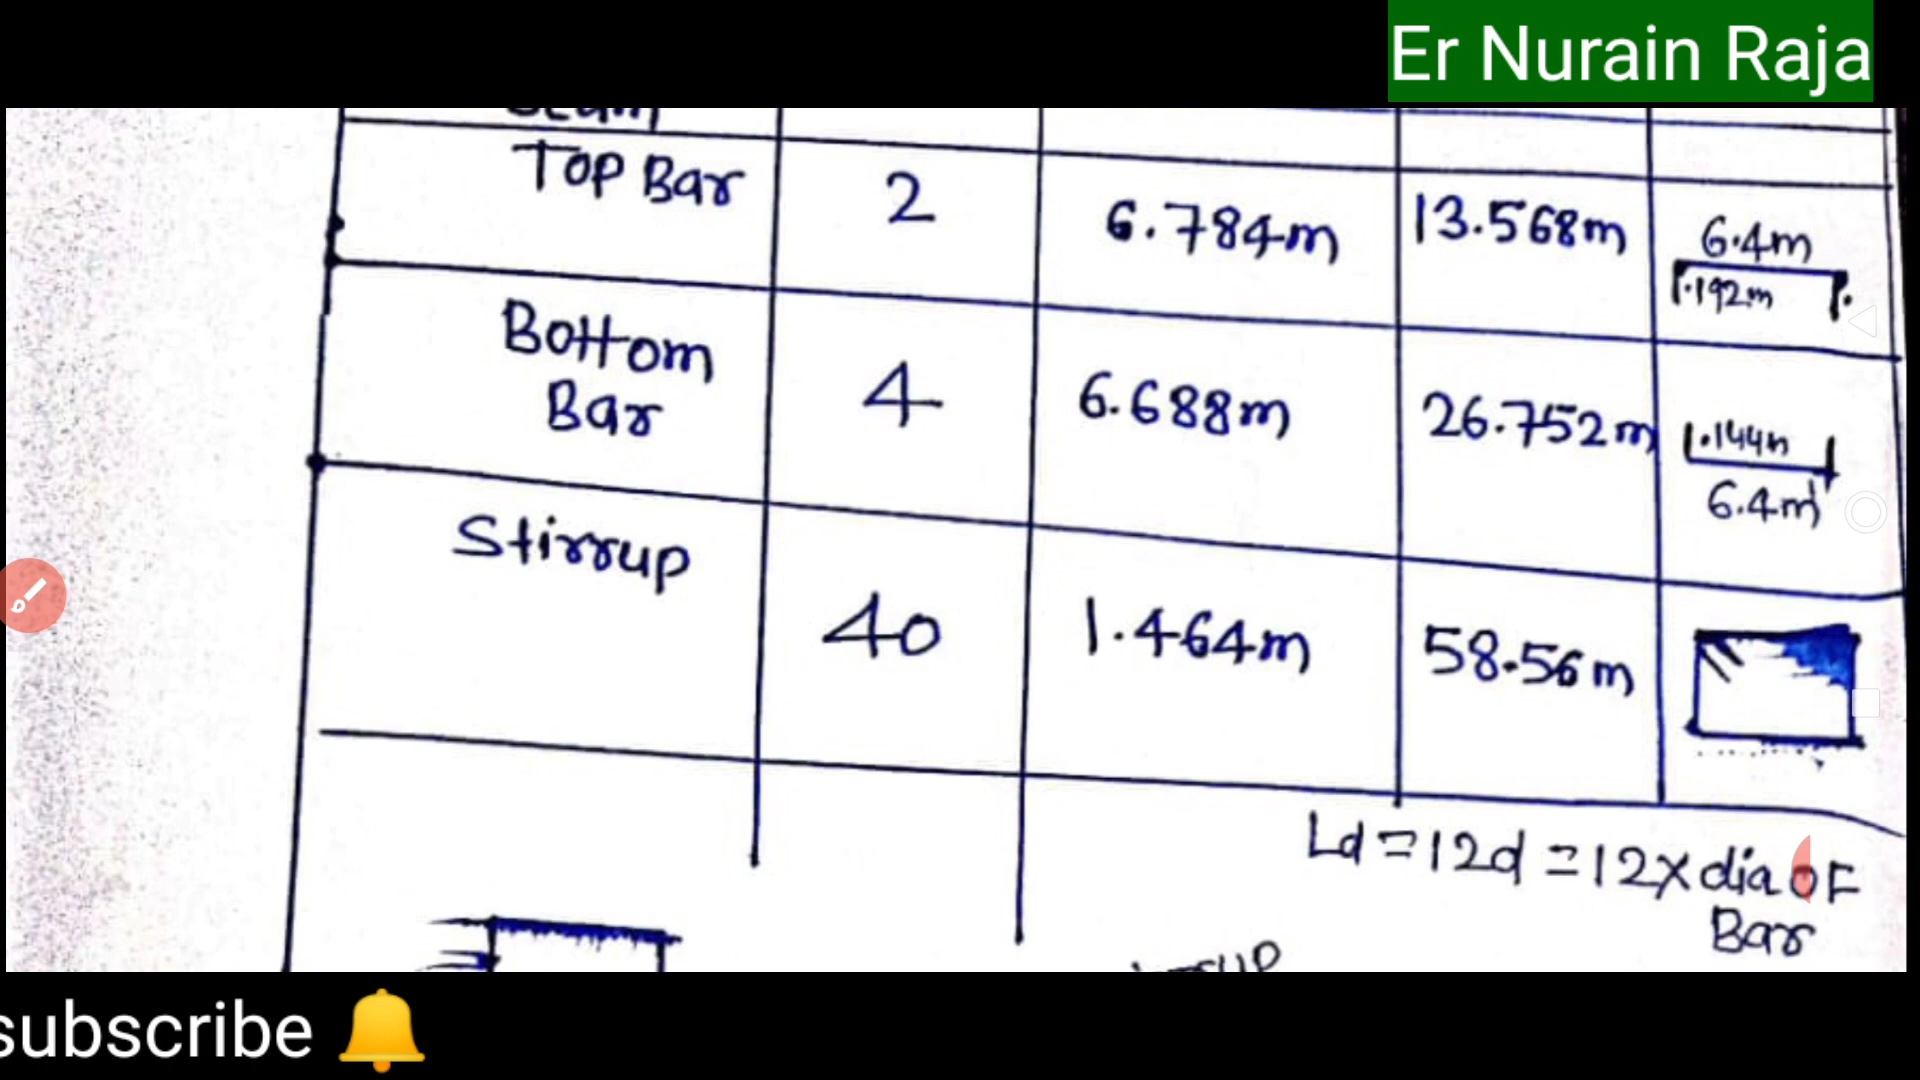 Er Nurain Raja
Top Bar 2 6.784m 13.568m 6.4m
.192m
Bottom
Bar 4 6.688m 26.752m .144m
6.4m
Stirrup 40 1.464m 58.56m
Ld = 12d = 12 x dia OF
Bar
subscribe